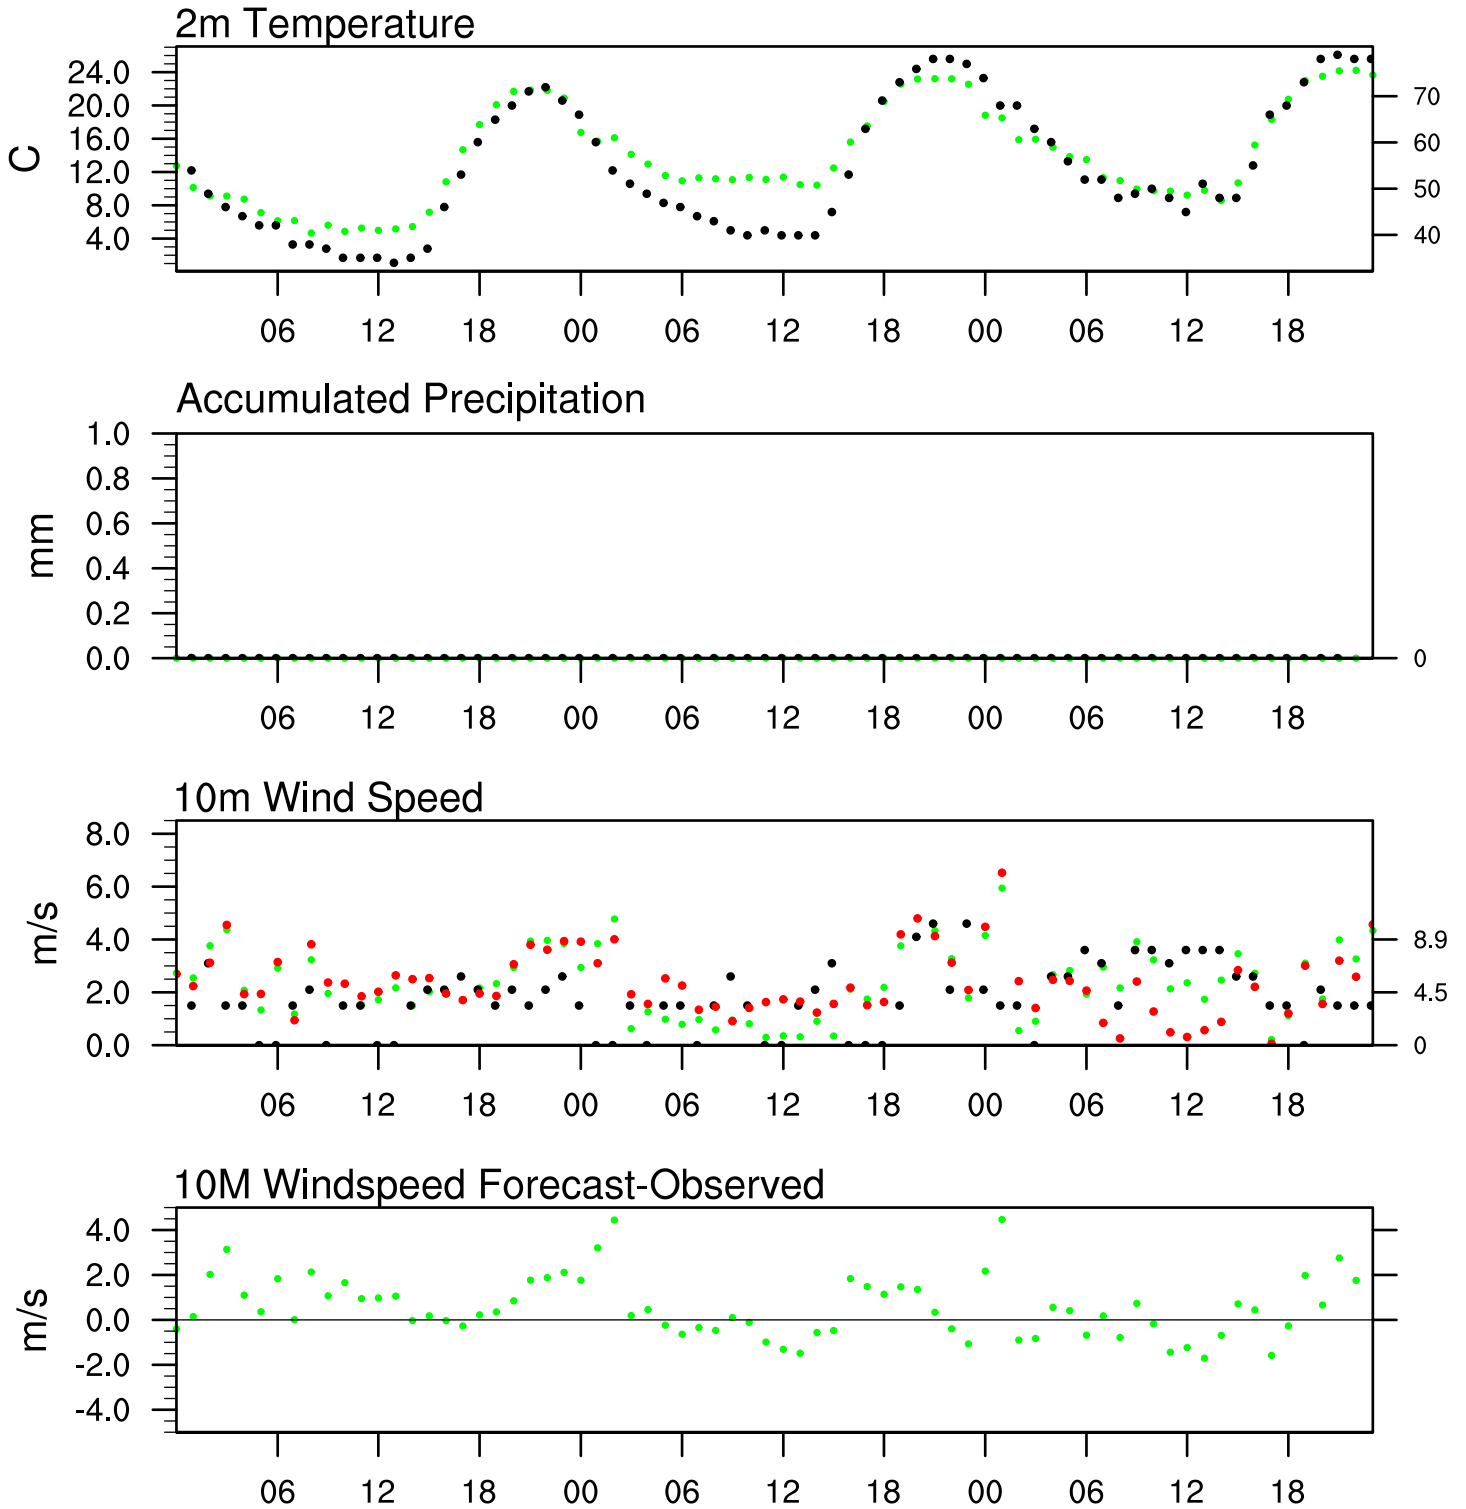 2m Temperature
24.0
20.0
16.0
12.0
8.0
4.0
C
70
60
50
40
06 12 18 00 06 12 18 00 06 12 18
Accumulated Precipitation
1.0
0.8
0.6
0.4
0.2
0.0
mm
0
06 12 18 00 06 12 18 00 06 12 18
10m Wind Speed
8.0
6.0
4.0
2.0
0.0
m/s
8.9
4.5
0
06 12 18 00 06 12 18 00 06 12 18
10M Windspeed Forecast-Observed
4.0
2.0
0.0
-2.0
-4.0
m/s
06 12 18 00 06 12 18 00 06 12 18